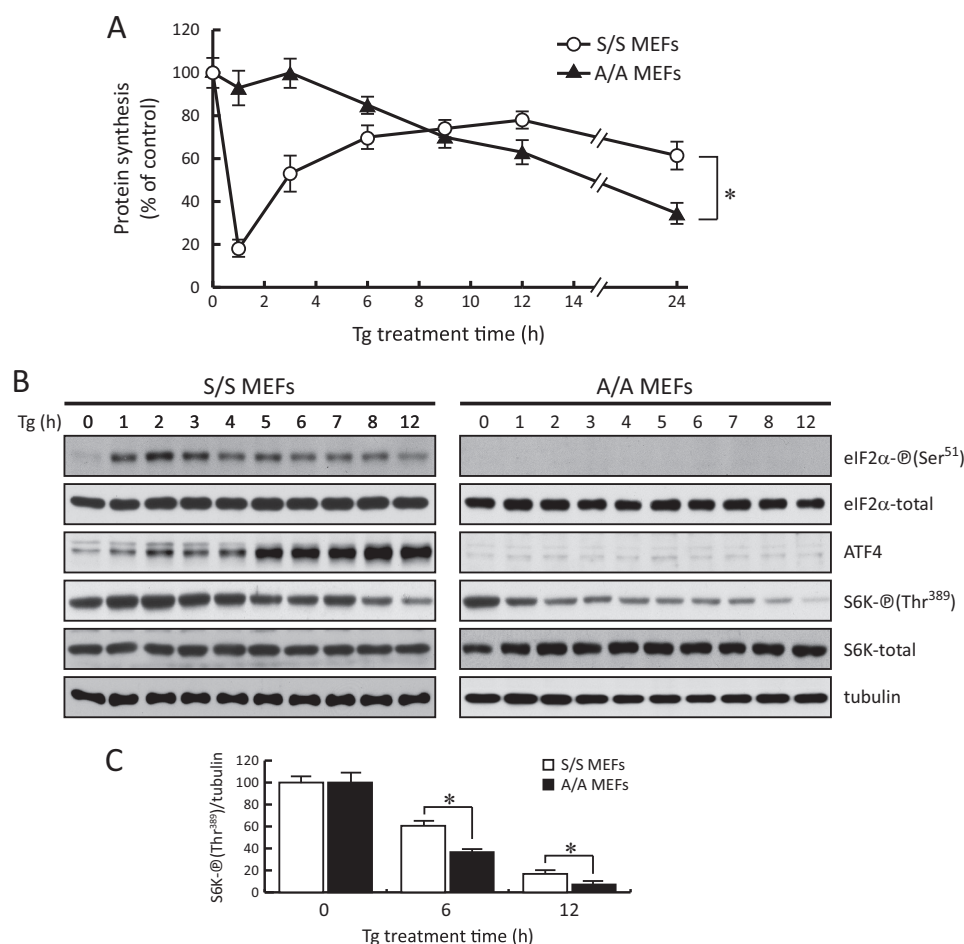 A
120
100
80
60
40
20
0
Protein synthesis
(% of control)
S/S MEFs
A/A MEFs
*
0 2 4 6 8 10 12 14 24
Tg treatment time (h)
B
S/S MEFs A/A MEFs
Tg (h) 0 1 2 3 4 5 6 7 8 12 0 1 2 3 4 5 6 7 8 12
eIF2α-℗(Ser⁵¹)
eIF2α-total
ATF4
S6K-℗(Thr³⁸⁹)
S6K-total
tubulin
C
S6K-℗(Thr³⁸⁹)/tubulin
120
100
80
60
40
20
0
S/S MEFs
A/A MEFs
* *
0 6 12
Tg treatment time (h)